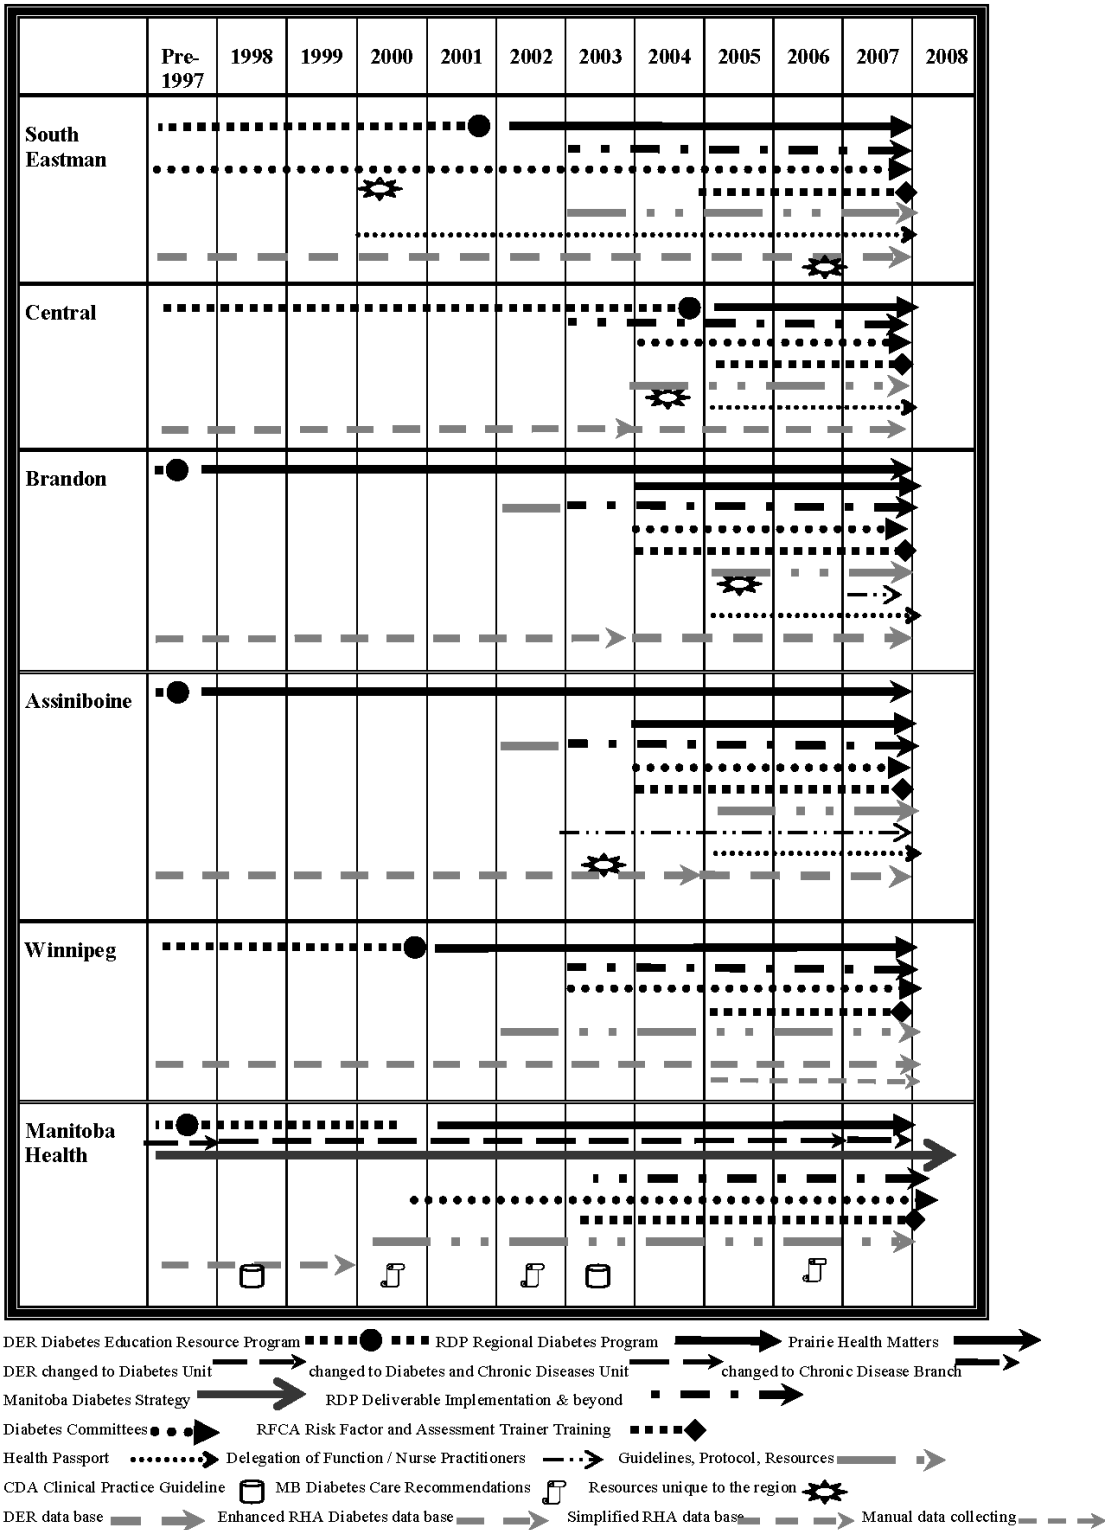 Pre-1997 1998 1999 2000 2001 2002 2003 2004 2005 2006 2007 2008
South
Eastman
Central
Brandon
Assiniboine
Winnipeg
Manitoba
Health
DER Diabetes Education Resource Program RDP Regional Diabetes Program Prairie Health Matters
DER changed to Diabetes Unit changed to Diabetes and Chronic Diseases Unit changed to Chronic Disease Branch
Manitoba Diabetes Strategy RDP Deliverable Implementation & beyond
Diabetes Committees RFCA Risk Factor and Assessment Trainer Training
Health Passport Delegation of Function / Nurse Practitioners Guidelines, Protocol, Resources
CDA Clinical Practice Guideline MB Diabetes Care Recommendations Resources unique to the region
DER data base Enhanced RHA Diabetes data base Simplified RHA data base Manual data collecting